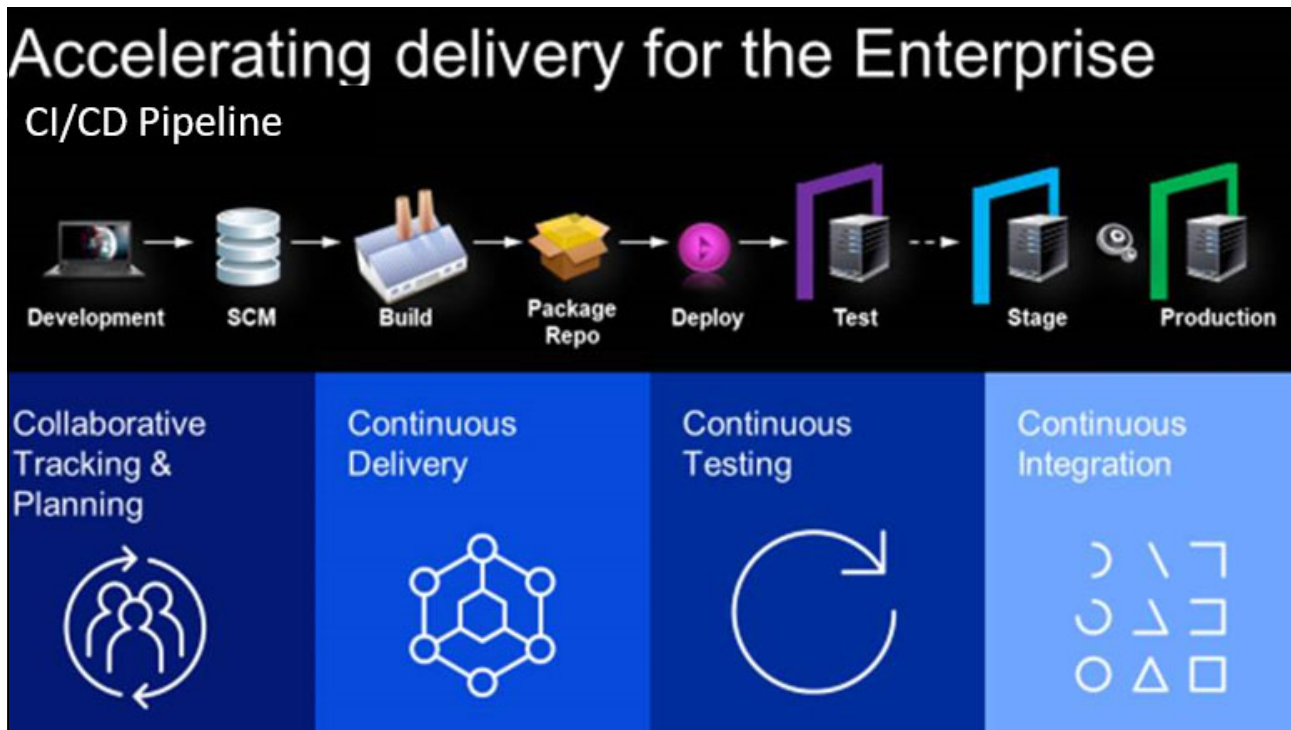 Accelerating delivery for the Enterprise
CI/CD Pipeline
Development
SCM
Build
Package
Repo
Deploy
Test
Stage
Production
Collaborative
Tracking &
Planning
Continuous
Delivery
Continuous
Testing
Continuous
Integration